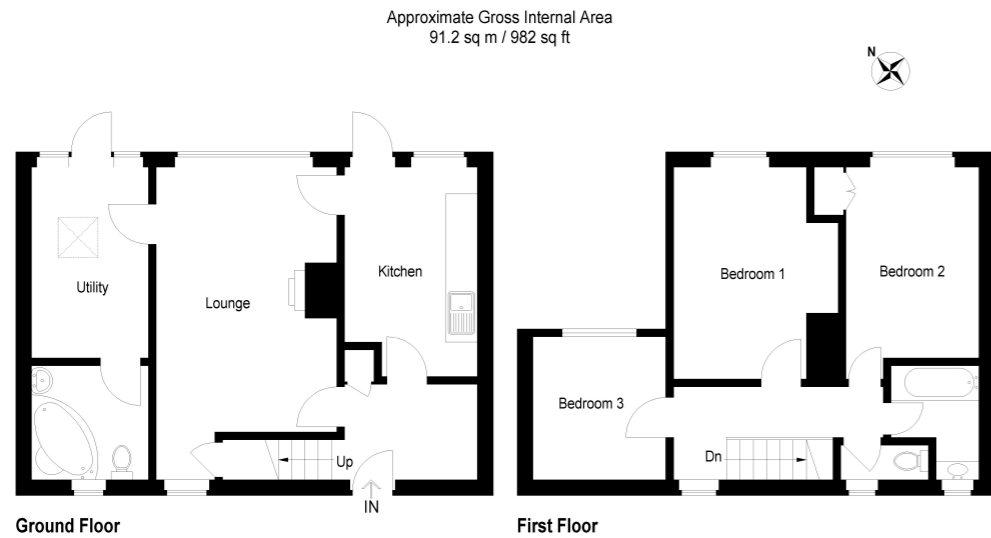 Approximate Gross Internal Area
91.2 sq m / 982 sq ft
N
Utility
Lounge
Kitchen
Up
IN
Ground Floor
Bedroom 1
Bedroom 2
Bedroom 3
Dn
First Floor